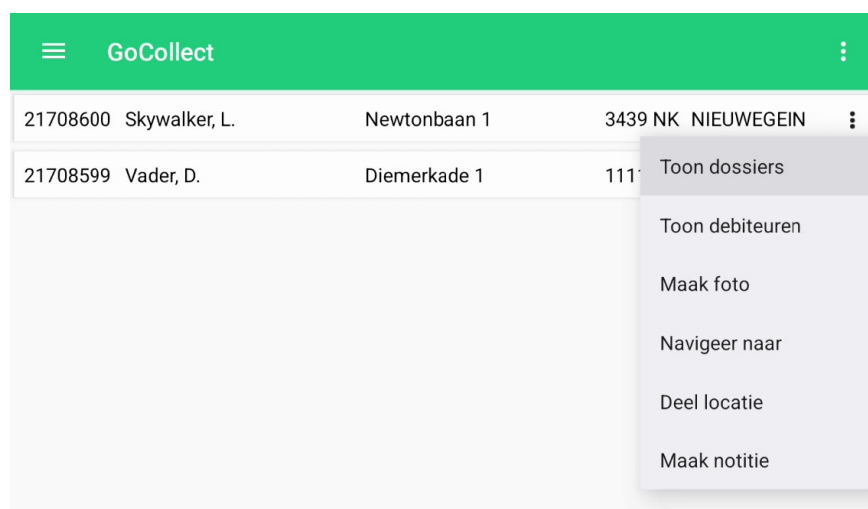 GoCollect
21708600 Skywalker, L. Newtonbaan 1 3439 NK NIEUWEGEIN
21708599 Vader, D. Diemerkade 1 1111
Toon dossiers
Toon debiteuren
Maak foto
Navigeer naar
Deel locatie
Maak notitie